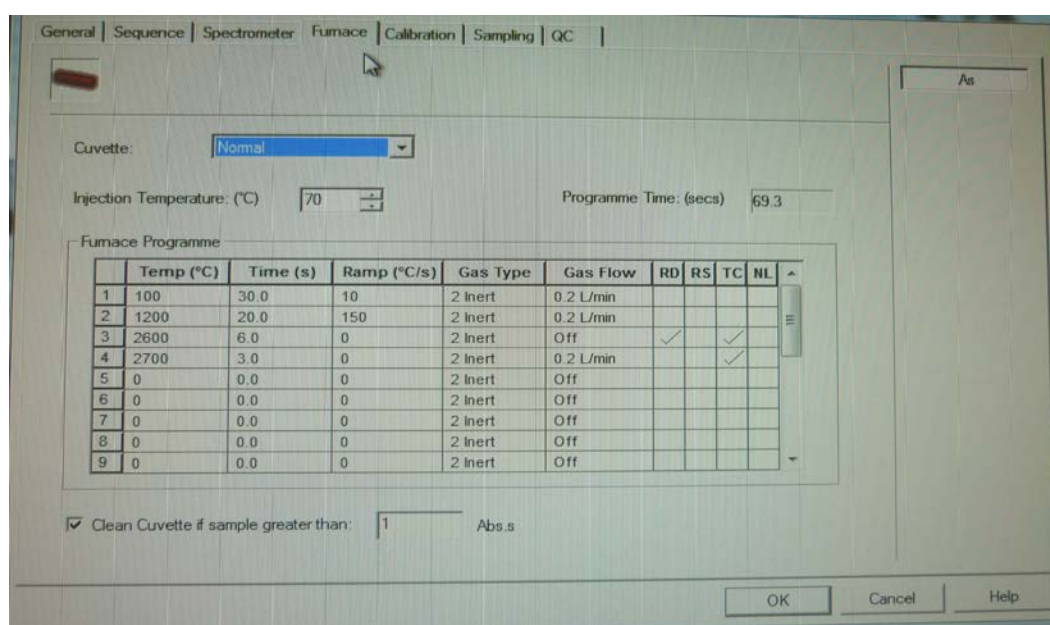 General Sequence Spectrometer Furnace Calibration Sampling QC
As
Cuvette: Normal
Injection Temperature: (°C) 70 Programme Time: (secs) 69.3
Furnace Programme
Temp (°C) Time (s) Ramp (°C/s) Gas Type Gas Flow RD RS TC NL
1 100 30.0 10 2 Inert 0.2 L/min
2 1200 20.0 150 2 Inert 0.2 L/min
3 2600 6.0 0 2 Inert Off
4 2700 3.0 0 2 Inert 0.2 L/min
5 0 0.0 0 2 Inert Off
6 0 0.0 0 2 Inert Off
7 0 0.0 0 2 Inert Off
8 0 0.0 0 2 Inert Off
9 0 0.0 0 2 Inert Off
Clean Cuvette if sample greater than: 1 Abs.s
OK Cancel Help